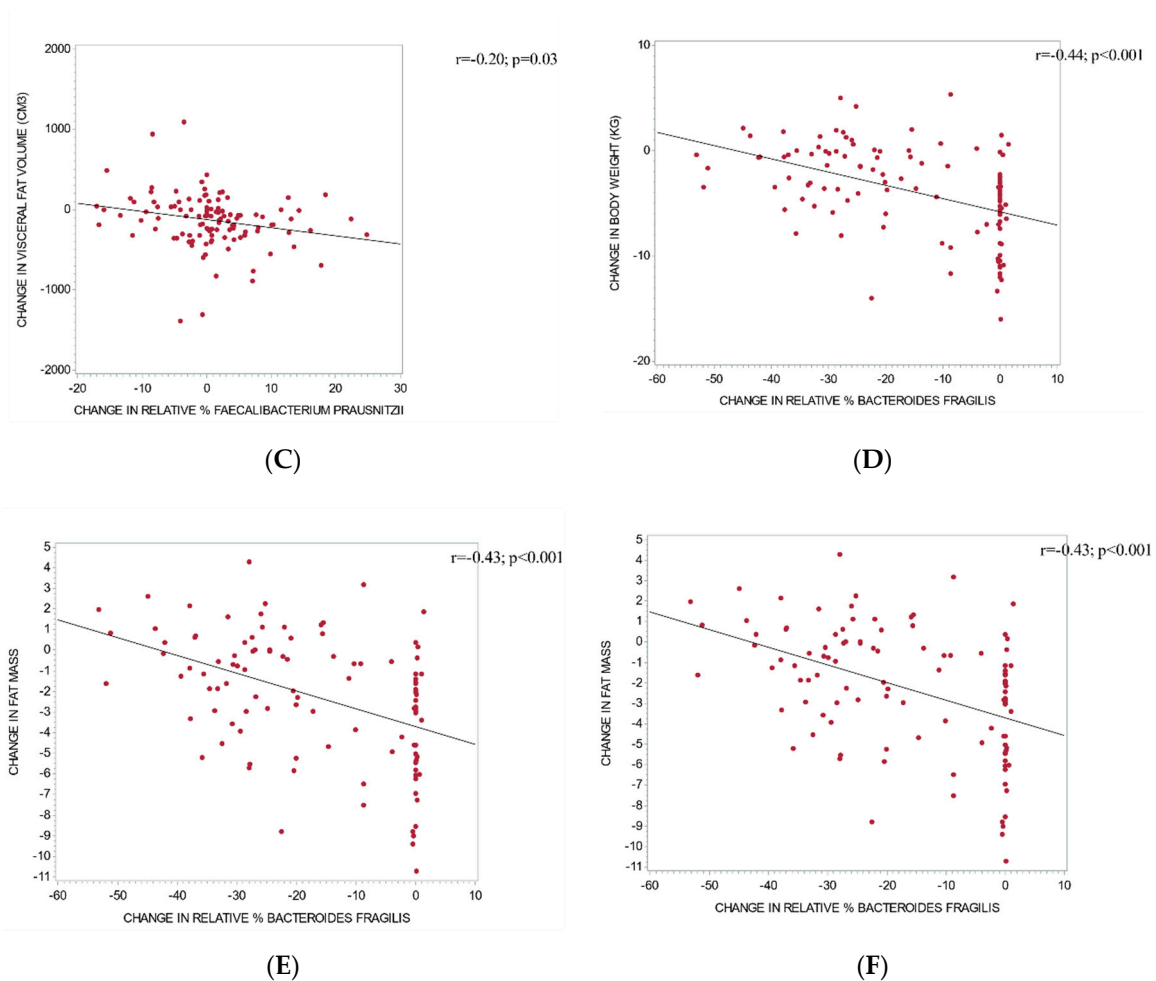 r=-0.20; p=0.03
CHANGE IN VISCERAL FAT VOLUME (CM3)
2000
1000
0
-1000
-2000
-20 -10 0 10 20 30
CHANGE IN RELATIVE % FAECALIBACTERIUM PRAUSNITZII
(C)
r=-0.44; p<0.001
CHANGE IN BODY WEIGHT (KG)
10
0
-10
-20
-60 -50 -40 -30 -20 -10 0 10
CHANGE IN RELATIVE % BACTEROIDES FRAGILIS
(D)
r=-0.43; p<0.001
CHANGE IN FAT MASS
5
4
3
2
1
0
-1
-2
-3
-4
-5
-6
-7
-8
-9
-10
-11
-60 -50 -40 -30 -20 -10 0 10
CHANGE IN RELATIVE % BACTEROIDES FRAGILIS
(E)
r=-0.43; p<0.001
CHANGE IN FAT MASS
5
4
3
2
1
0
-1
-2
-3
-4
-5
-6
-7
-8
-9
-10
-11
-60 -50 -40 -30 -20 -10 0 10
CHANGE IN RELATIVE % BACTEROIDES FRAGILIS
(F)